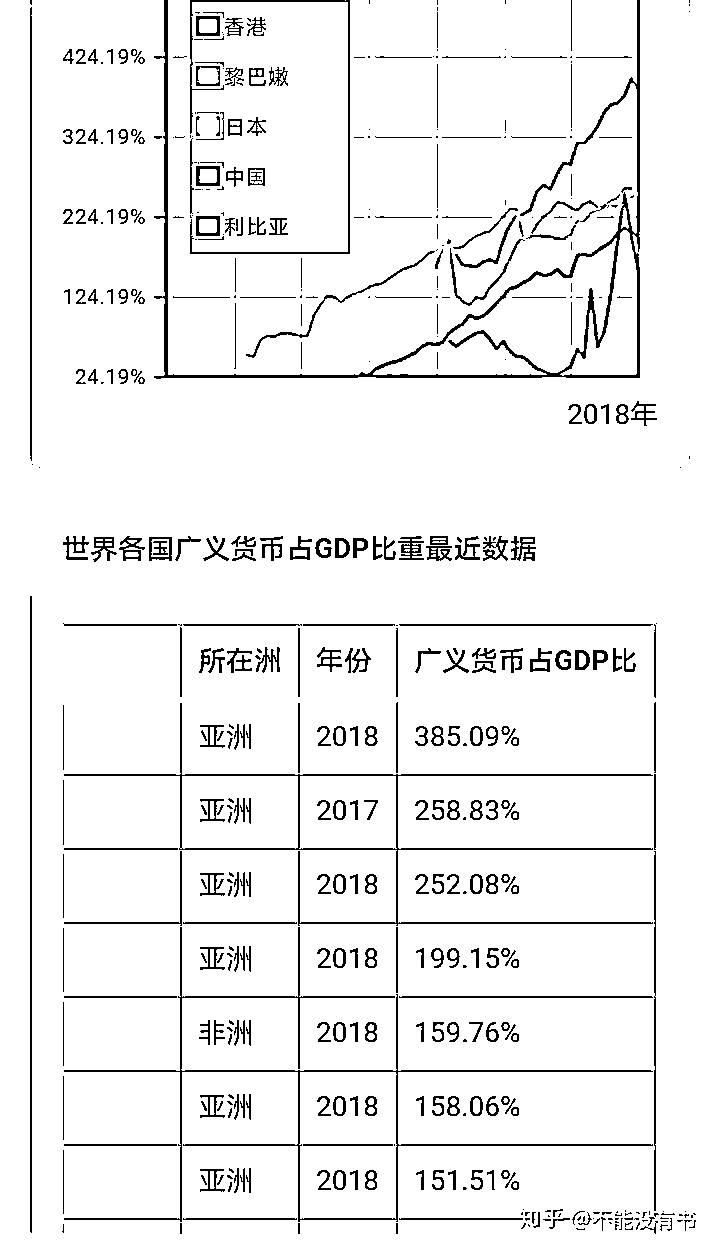 香港
424.19%
黎巴嫩
日本
324.19%
中国
224.19%
利比亚
124.19%
24.19%
2018年
世界各国广义货币占GDP比重最近数据
所在洲 年份 广义货币占GDP比
亚洲 2018 385.09%
亚洲 2017 258.83%
亚洲 2018 252.08%
亚洲 2018 199.15%
非洲 2018 159.76%
亚洲 2018 158.06%
亚洲 2018 151.51%
知乎 @不能没有书